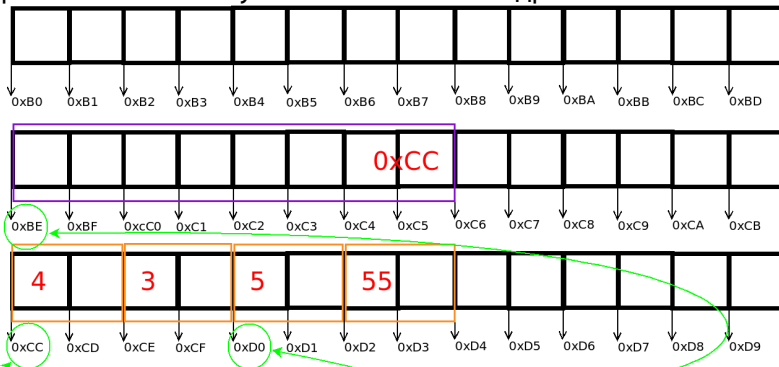 0xB0 0xB1 0xB2 0xB3 0xB4 0xB5 0xB6 0xB7 0xB8 0xB9 0xBA 0xBB 0xBC 0xBD
0xCC
0xBE 0xBF 0xcC0 0xC1 0xC2 0xC3 0xC4 0xC5 0xC6 0xC7 0xC8 0xC9 0xCA 0xCB
4 3 5 55
0xCC 0xCD 0xCE 0xCF 0xD0 0xD1 0xD2 0xD3 0xD4 0xD5 0xD6 0xD7 0xD8 0xD9